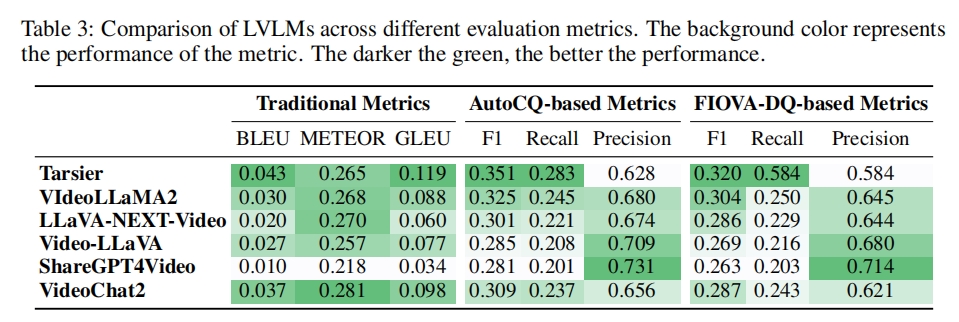 Table 3: Comparison of LVLMs across different evaluation metrics. The background color represents
the performance of the metric. The darker the green, the better the performance.
Traditional Metrics AutoCQ-based Metrics FIOVA-DQ-based Metrics
BLEU METEOR GLEU F1 Recall Precision F1 Recall Precision
Tarsier 0.043 0.265 0.119 0.351 0.283 0.628 0.320 0.584 0.584
VIdeoLLaMA2 0.030 0.268 0.088 0.325 0.245 0.680 0.304 0.250 0.645
LLaVA-NEXT-Video 0.020 0.270 0.060 0.301 0.221 0.674 0.286 0.229 0.644
Video-LLaVA 0.027 0.257 0.077 0.285 0.208 0.709 0.269 0.216 0.680
ShareGPT4Video 0.010 0.218 0.034 0.281 0.201 0.731 0.263 0.203 0.714
VideoChat2 0.037 0.281 0.098 0.309 0.237 0.656 0.287 0.243 0.621